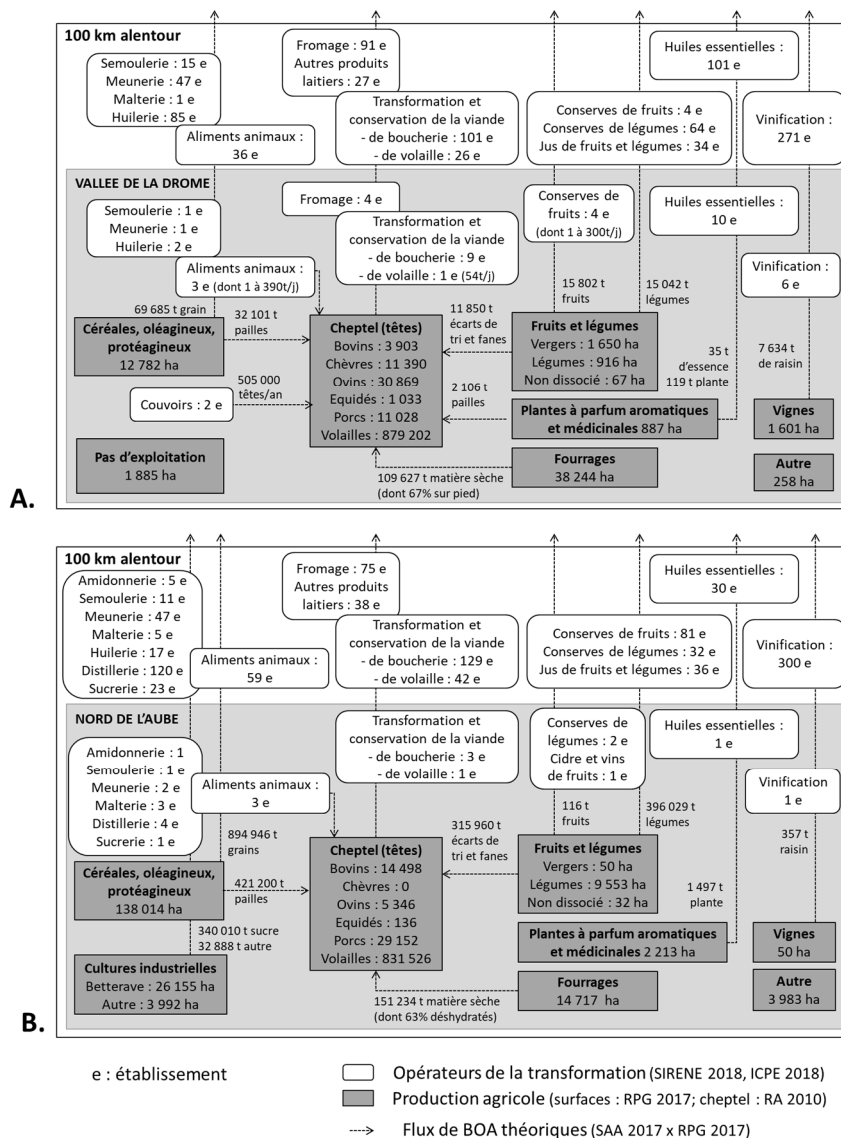 100 km alentour
Semoulerie : 15 e
Meunerie : 47 e
Malterie : 1 e
Huilerie : 85 e
Aliments animaux :
36 e
Fromage : 91 e
Autres produits
laitiers : 27 e
Transformation et
conservation de la viande
- de boucherie : 101 e
- de volaille : 26 e
Conserves de fruits : 4 e
Conserves de légumes : 64 e
Jus de fruits et légumes : 34 e
Huiles essentielles :
101 e
Vinification :
271 e
VALLEE DE LA DROME
Semoulerie : 1 e
Meunerie : 1 e
Huilerie : 2 e
Aliments animaux :
3 e (dont 1 à 390t/j)
Fromage : 4 e
Transformation et
conservation de la viande
- de boucherie : 9 e
- de volaille : 1 e (54t/j)
Conserves de
fruits : 4 e
(dont 1 à 300t/j)
Huiles essentielles :
10 e
Vinification :
6 e
69 685 t grain
32 101 t
pailles
11 850 t
écarts de
tri et fanes
15 802 t
fruits
15 042 t
légumes
35 t
d'essence
119 t plante
7 634 t
de raisin
Céréales, oléagineux,
protéagineux
12 782 ha
Cheptel (têtes)
Bovins : 3 903
Chèvres : 11 390
Ovins : 30 869
Equidés : 1 033
Porcs : 11 028
Volailles : 879 202
Fruits et légumes
Vergers : 1 650 ha
Légumes : 916 ha
Non dissocié : 67 ha
505 000
têtes/an
Couvoirs : 2 e
2 106 t
pailles
Plantes à parfum aromatiques
et médicinales 887 ha
Vignes
1 601 ha
Pas d'exploitation
1 885 ha
109 627 t matière sèche
(dont 67% sur pied)
Fourrages
38 244 ha
Autre
258 ha
A.
100 km alentour
Amidonnerie : 5 e
Semoulerie : 11 e
Meunerie : 47 e
Malterie : 5 e
Huilerie : 17 e
Distillerie : 120 e
Sucrerie : 23 e
Aliments animaux :
59 e
Fromage : 75 e
Autres produits
laitiers : 38 e
Transformation et
conservation de la viande
- de boucherie : 129 e
- de volaille : 42 e
Conserves de fruits : 81 e
Conserves de légumes : 32 e
Jus de fruits et légumes : 36 e
Huiles essentielles :
30 e
Vinification :
300 e
NORD DE L'AUBE
Amidonnerie : 1
Semoulerie : 1 e
Meunerie : 2 e
Malterie : 3 e
Distillerie : 4 e
Sucrerie : 1 e
Aliments animaux :
3 e
Transformation et
conservation de la viande
- de boucherie : 3 e
- de volaille : 1 e
Conserves de
légumes : 2 e
Cidre et vins
de fruits : 1 e
Huiles essentielles :
1 e
Vinification
1 e
894 946 t
grains
421 200 t
pailles
315 960 t
écarts de
tri et fanes
116 t
fruits
396 029 t
légumes
1 497 t
plante
357 t
raisin
Céréales, oléagineux,
protéagineux
138 014 ha
Cheptel (têtes)
Bovins : 14 498
Chèvres : 0
Ovins : 5 346
Equidés : 136
Porcs : 29 152
Volailles : 831 526
Fruits et légumes
Vergers : 50 ha
Légumes : 9 553 ha
Non dissocié : 32 ha
340 010 t sucre
32 888 t autre
Plantes à parfum aromatiques
et médicinales 2 213 ha
Vignes
50 ha
Cultures industrielles
Betterave : 26 155 ha
Autre : 3 992 ha
151 234 t matière sèche
(dont 63% déshydratés)
Fourrages
14 717 ha
Autre
3 983 ha
B.
e : établissement
Opérateurs de la transformation (SIRENE 2018, ICPE 2018)
Production agricole (surfaces : RPG 2017; cheptel : RA 2010)
Flux de BOA théoriques (SAA 2017 x RPG 2017)